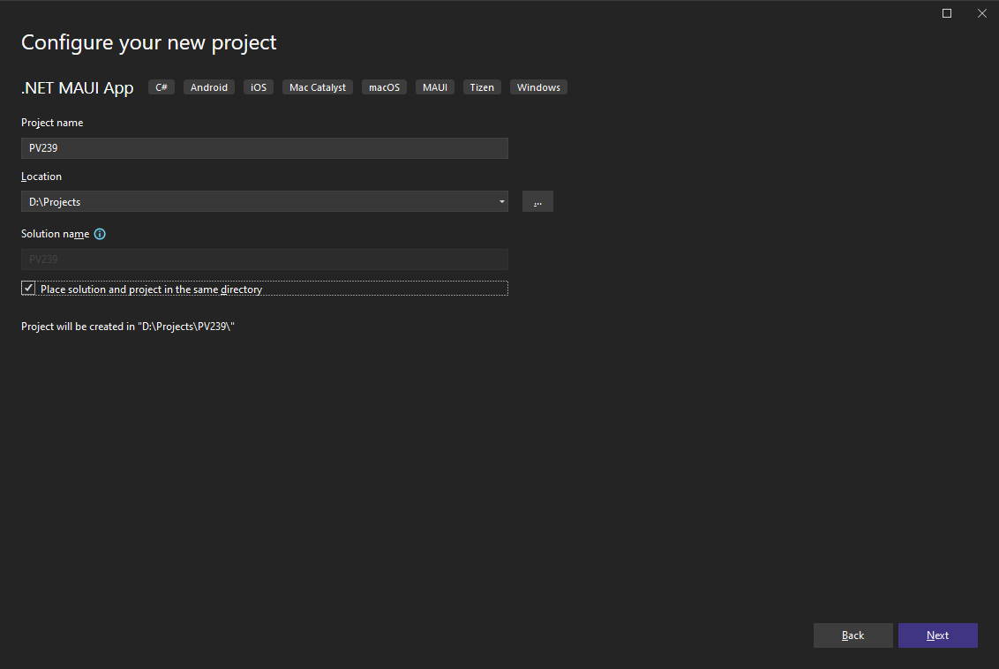 Configure your new project
.NET MAUI App C# Android iOS Mac Catalyst macOS MAUI Tizen Windows
Project name
PV239
Location
D:\Projects
...
Solution name
PV239
Place solution and project in the same directory
Project will be created in "D:\Projects\PV239\"
Back Next